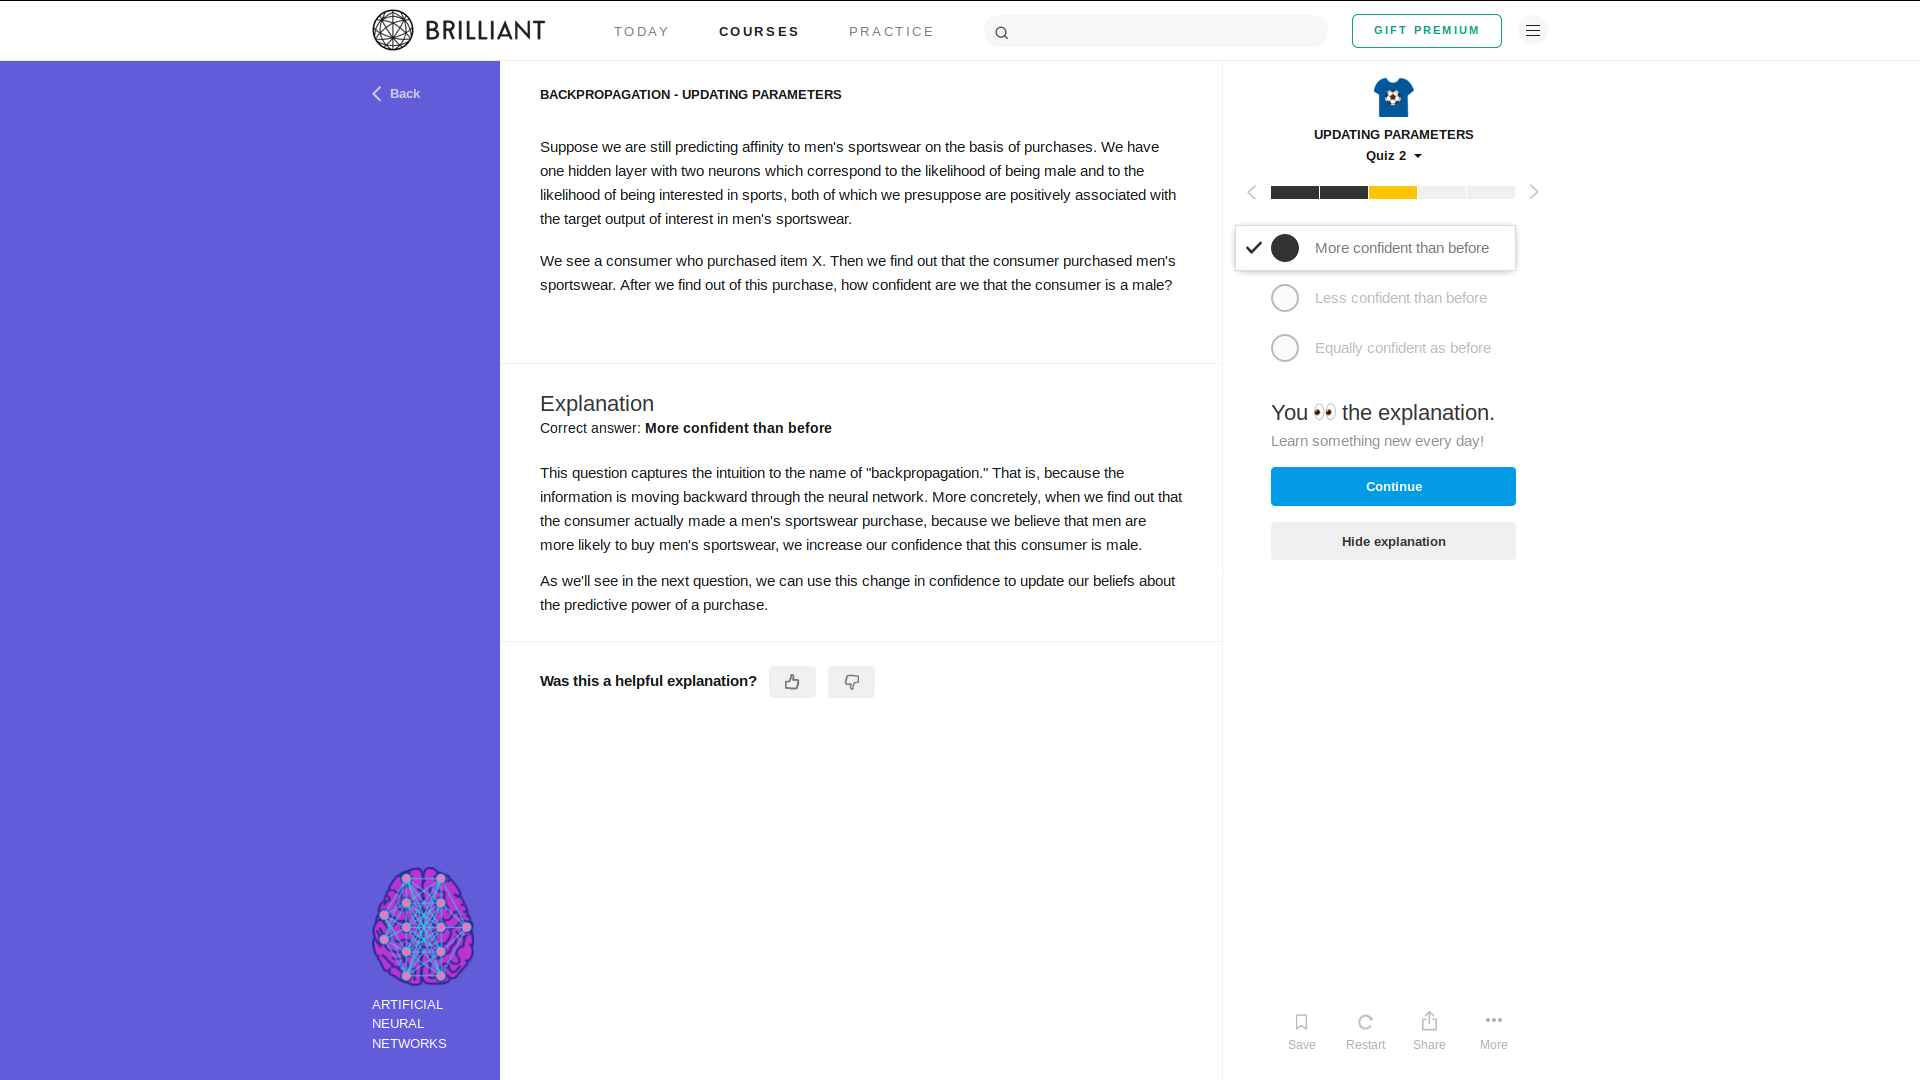 BRILLIANT
TODAY
COURSES
PRACTICE
GIFT PREMIUM
Back
BACKPROPAGATION - UPDATING PARAMETERS
Suppose we are still predicting affinity to men's sportswear on the basis of purchases. We have
one hidden layer with two neurons which correspond to the likelihood of being male and to the
likelihood of being interested in sports, both of which we presuppose are positively associated with
the target output of interest in men's sportswear.
We see a consumer who purchased item X. Then we find out that the consumer purchased men's
sportswear. After we find out of this purchase, how confident are we that the consumer is a male?
Explanation
Correct answer: More confident than before
This question captures the intuition to the name of "backpropagation." That is, because the
information is moving backward through the neural network. More concretely, when we find out that
the consumer actually made a men's sportswear purchase, because we believe that men are
more likely to buy men's sportswear, we increase our confidence that this consumer is male.
As we'll see in the next question, we can use this change in confidence to update our beliefs about
the predictive power of a purchase.
Was this a helpful explanation?
UPDATING PARAMETERS
Quiz 2
More confident than before
Less confident than before
Equally confident as before
You 👀 the explanation.
Learn something new every day!
Continue
Hide explanation
Save
Restart
Share
More
ARTIFICIAL
NEURAL
NETWORKS